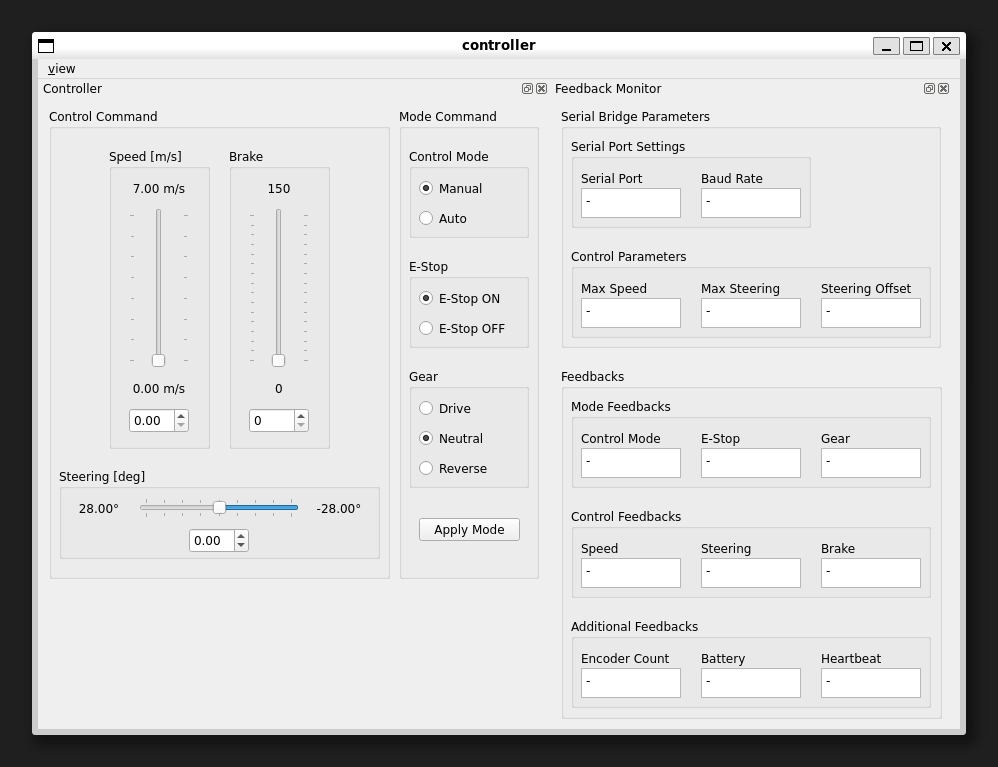 controller
view
Controller
Feedback Monitor
Control Command
Speed [m/s]
Brake
7.00 m/s
150
0.00 m/s
0
0.00
0
Steering [deg]
28.00°
-28.00°
0.00
Mode Command
Control Mode
Manual
Auto
E-Stop
E-Stop ON
E-Stop OFF
Gear
Drive
Neutral
Reverse
Apply Mode
Serial Bridge Parameters
Serial Port Settings
Serial Port
Baud Rate
-
-
Control Parameters
Max Speed
Max Steering
Steering Offset
-
-
-
Feedbacks
Mode Feedbacks
Control Mode
E-Stop
Gear
-
-
-
Control Feedbacks
Speed
Steering
Brake
-
-
-
Additional Feedbacks
Encoder Count
Battery
Heartbeat
-
-
-